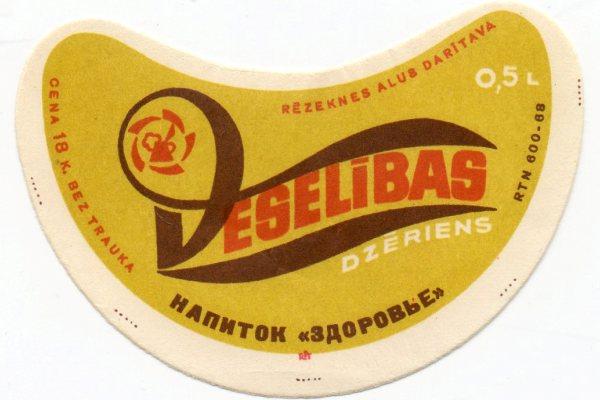 RĒZEKNES ALUS DARĪTAVA
0,5 L
CENA 18 K. BEZ TRAUKA
RTN 600-68
VESELĪBAS
DZĒRIENS
НАПИТОК «ЗДОРОВЬЕ»